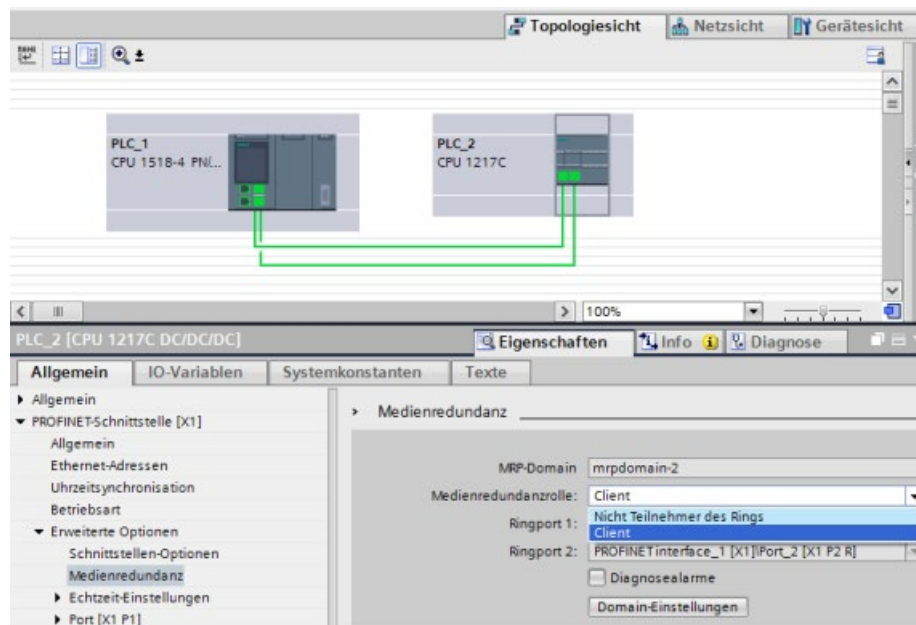 Topologiesicht Netzsicht Gerätesicht
PLC_1
CPU 1518-4 PN/...
PLC_2
CPU 1217C
100%
PLC_2 [CPU 1217C DC/DC/DC]
Eigenschaften Info Diagnose
Allgemein IO-Variablen Systemkonstanten Texte
Allgemein
PROFINET-Schnittstelle [X1]
Allgemein
Ethernet-Adressen
Uhrzeitsynchronisation
Betriebsart
Erweiterte Optionen
Schnittstellen-Optionen
Medienredundanz
Echtzeit-Einstellungen
Port [X1 P1]
Medienredundanz
MRP-Domain mrpdomain-2
Medienredundanzrolle: Client
Ringport 1: Nicht Teilnehmer des Rings
Client
Ringport 2: PROFINET interface_1 [X1]\Port_2 [X1 P2 R]
Diagnosealarme
Domain-Einstellungen